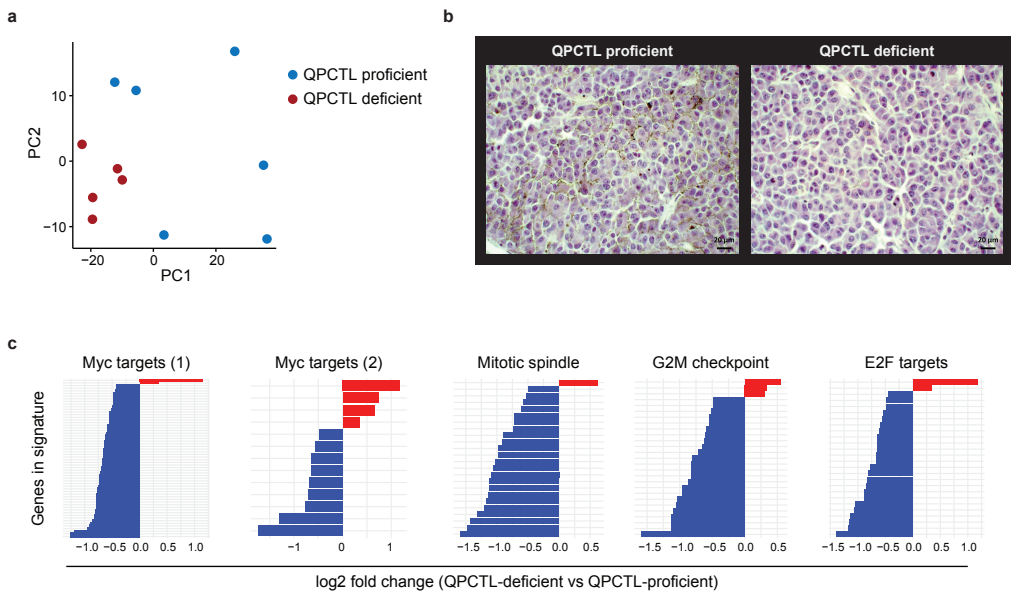 a
10
0
−10
PC2
−20
0
20
PC1
QPCTL proficient
QPCTL deficient
b
QPCTL proficient
QPCTL deficient
20 µm
20 µm
c
Myc targets (1)
Myc targets (2)
Mitotic spindle
G2M checkpoint
E2F targets
Genes in signature
−1.0 −0.5 0.0 0.5 1.0
−1 0 1
−1.5 −1.0 −0.5 0.0 0.5
−1.5 −1.0 −0.5 0.0 0.5
−1.5 −1.0 −0.5 0.0 0.5 1.0
log2 fold change (QPCTL-deficient vs QPCTL-proficient)